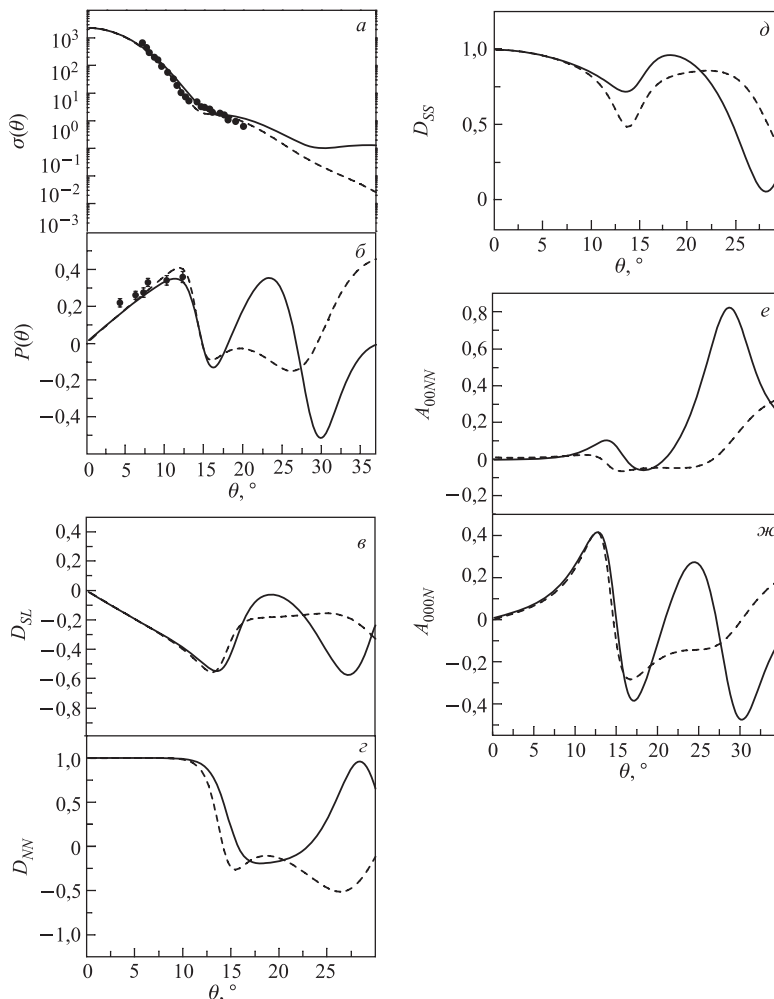 а
10³
10²
10¹
10⁰
10⁻¹
10⁻²
10⁻³
σ(θ)
б
0,4
0,2
0
−0,2
−0,4
P(θ)
0 5 10 15 20 25 30 35
θ, °
в
0,4
0,2
0
−0,2
−0,4
−0,6
−0,8
D_SL
г
1,0
0,5
0
−0,5
−1,0
D_NN
0 5 10 15 20 25
θ, °
д
1,0
0,5
0
D_SS
0 5 10 15 20 25
θ, °
е
0,8
0,6
0,4
0,2
0
−0,2
A_00NN
ж
0,4
0,2
0
−0,2
−0,4
A_000N
0 5 10 15 20 25 30
θ, °